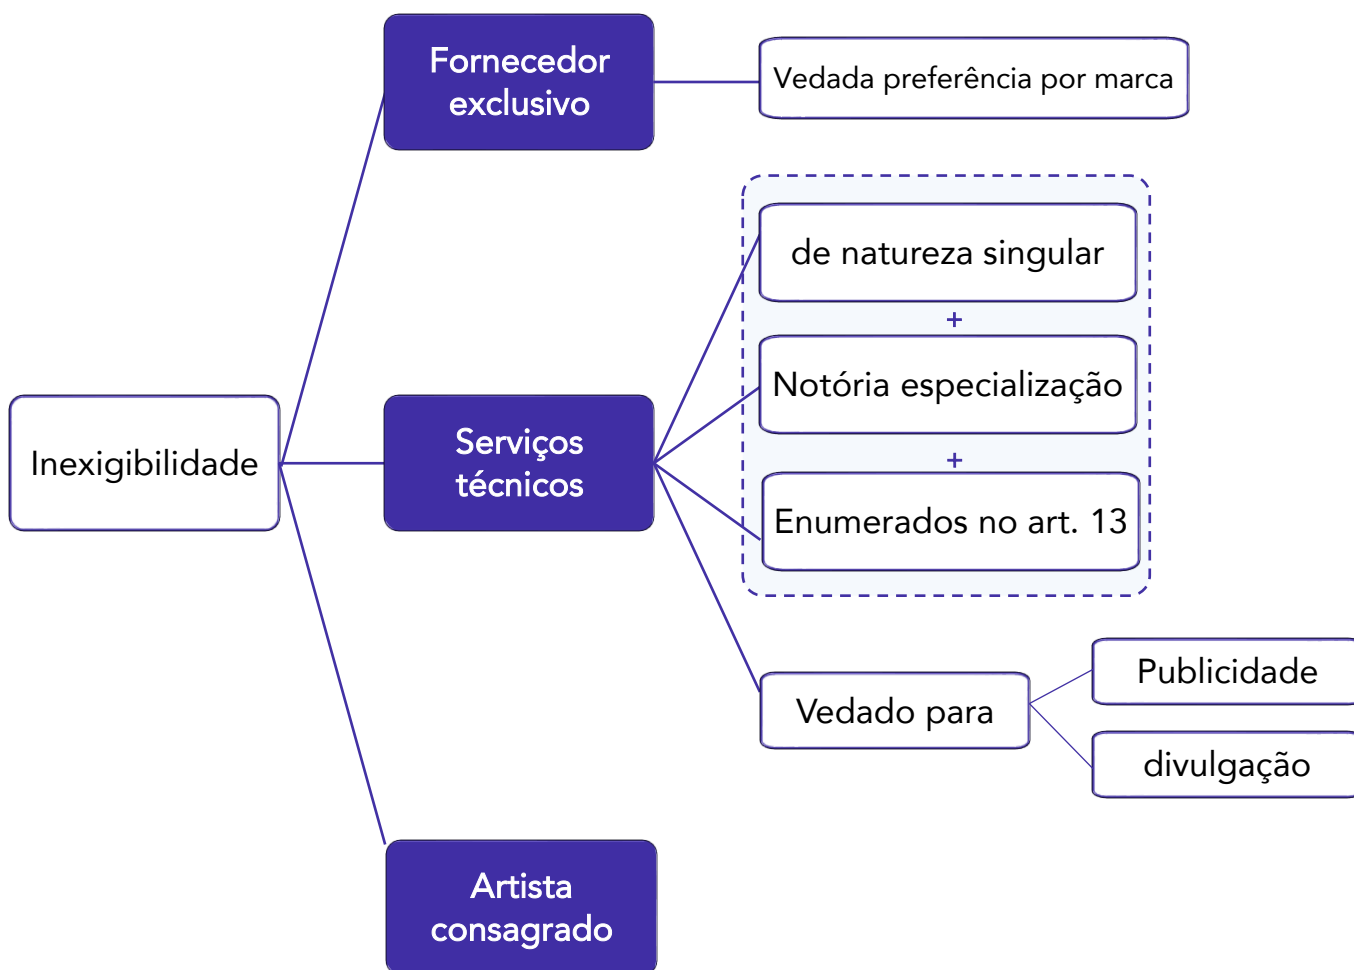 Fornecedor
exclusivo
Vedada preferência por marca
de natureza singular
+
Notória especialização
+
Enumerados no art. 13
Inexigibilidade
Serviços
técnicos
Vedado para
Publicidade
divulgação
Artista
consagrado